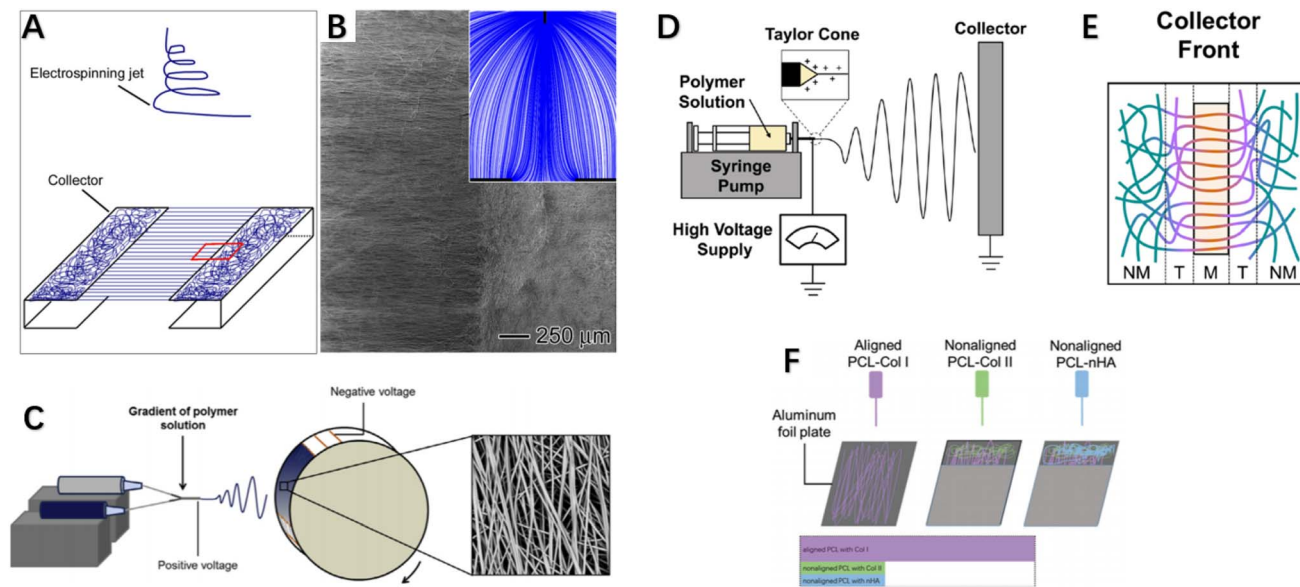 A
Electrospinning jet
Collector
B
250 μm
C
Gradient of polymer
solution
Positive voltage
Negative voltage
D
Taylor Cone
Polymer
Solution
Syringe
Pump
High Voltage
Supply
Collector
E
Collector
Front
NM
T
M
T
NM
F
Aligned
PCL-Col I
Nonaligned
PCL-Col II
Nonaligned
PCL-nHA
Aluminum
foil plate
aligned PCL with Col I
nonaligned PCL with Col II
nonaligned PCL with nHA